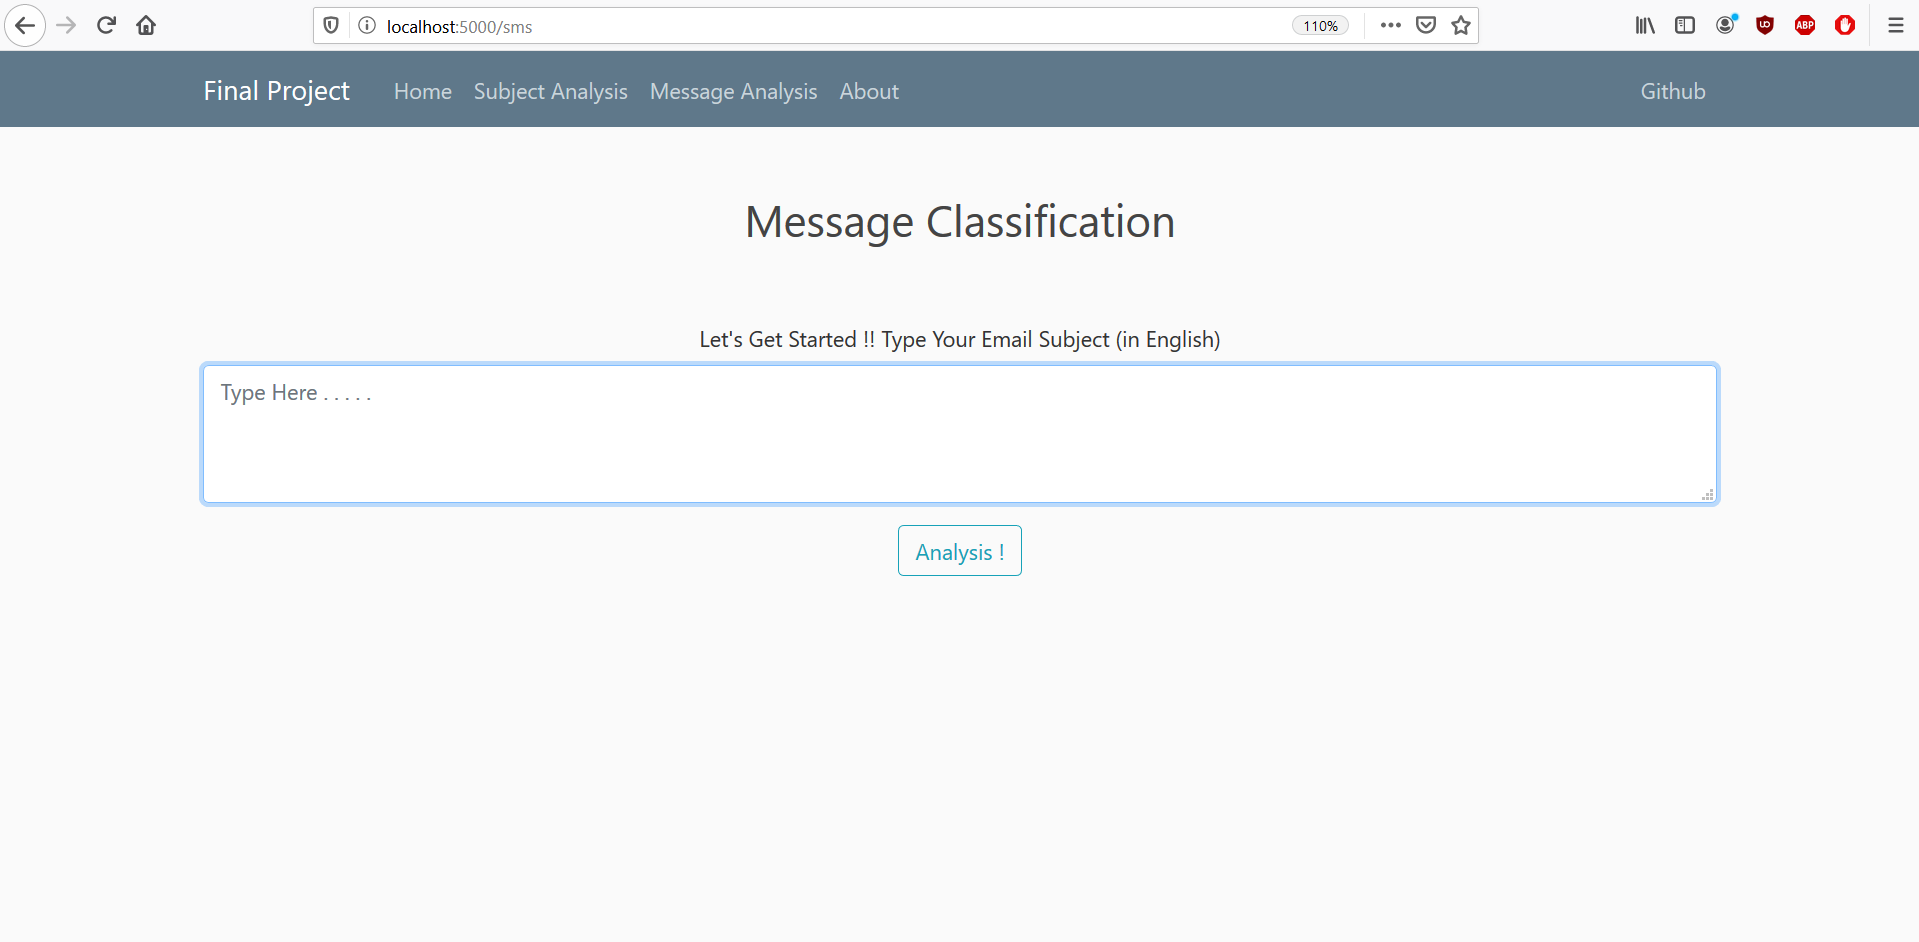 localhost:5000/sms 110%
ABP
Final Project Home Subject Analysis Message Analysis About Github
Message Classification
Let's Get Started !! Type Your Email Subject (in English)
Type Here . . . . .
Analysis !